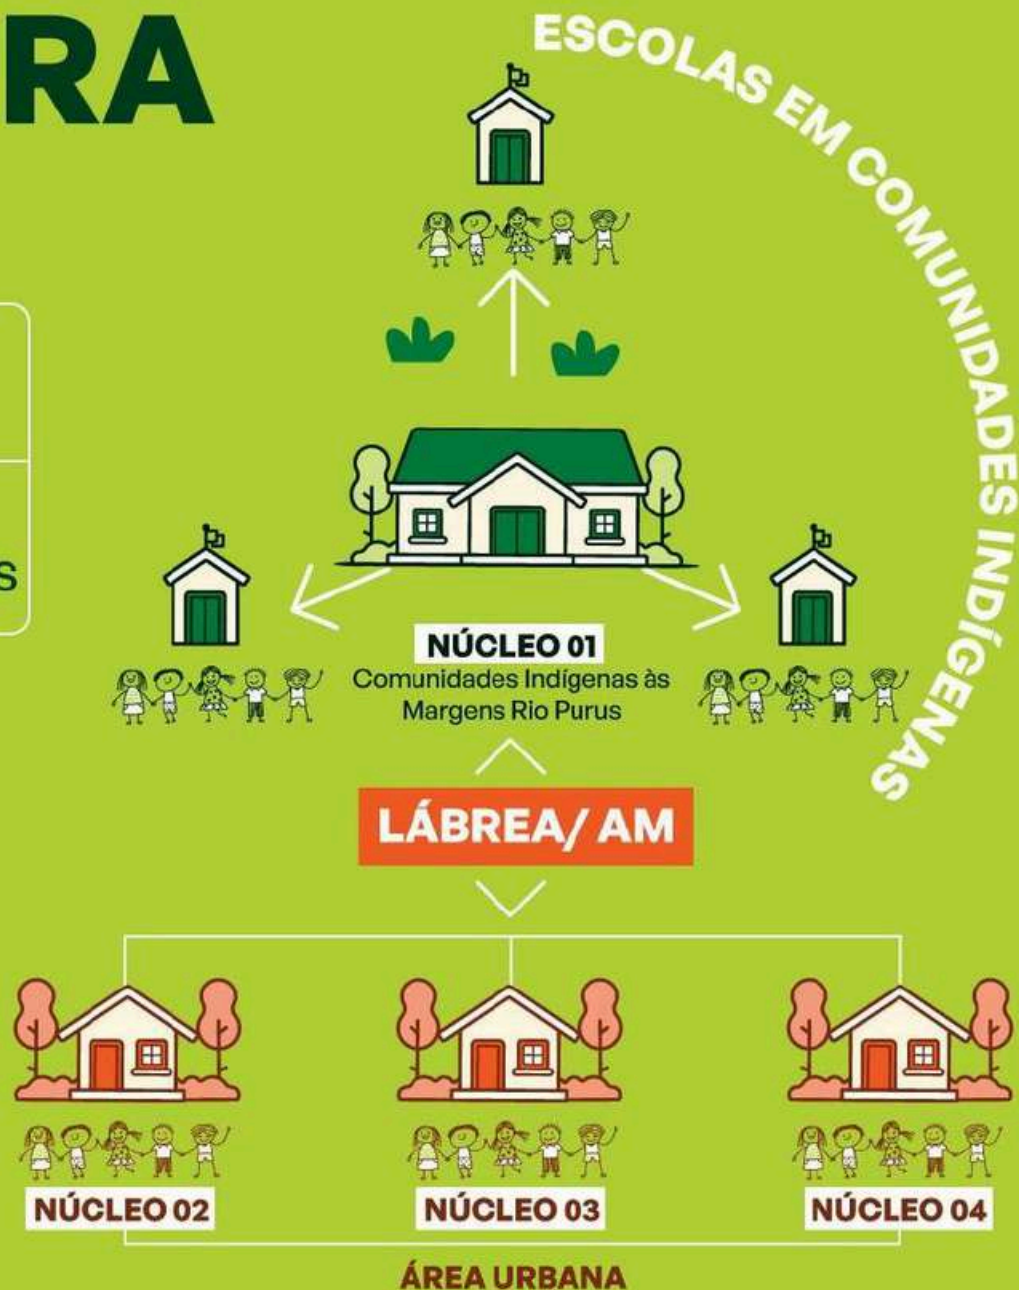 RA
ESCOLAS EM COMUNIDADES INDÍGENAS
S
NÚCLEO 01
Comunidades Indígenas às
Margens Rio Purus
LÁBREA/ AM
NÚCLEO 02
NÚCLEO 03
NÚCLEO 04
ÁREA URBANA